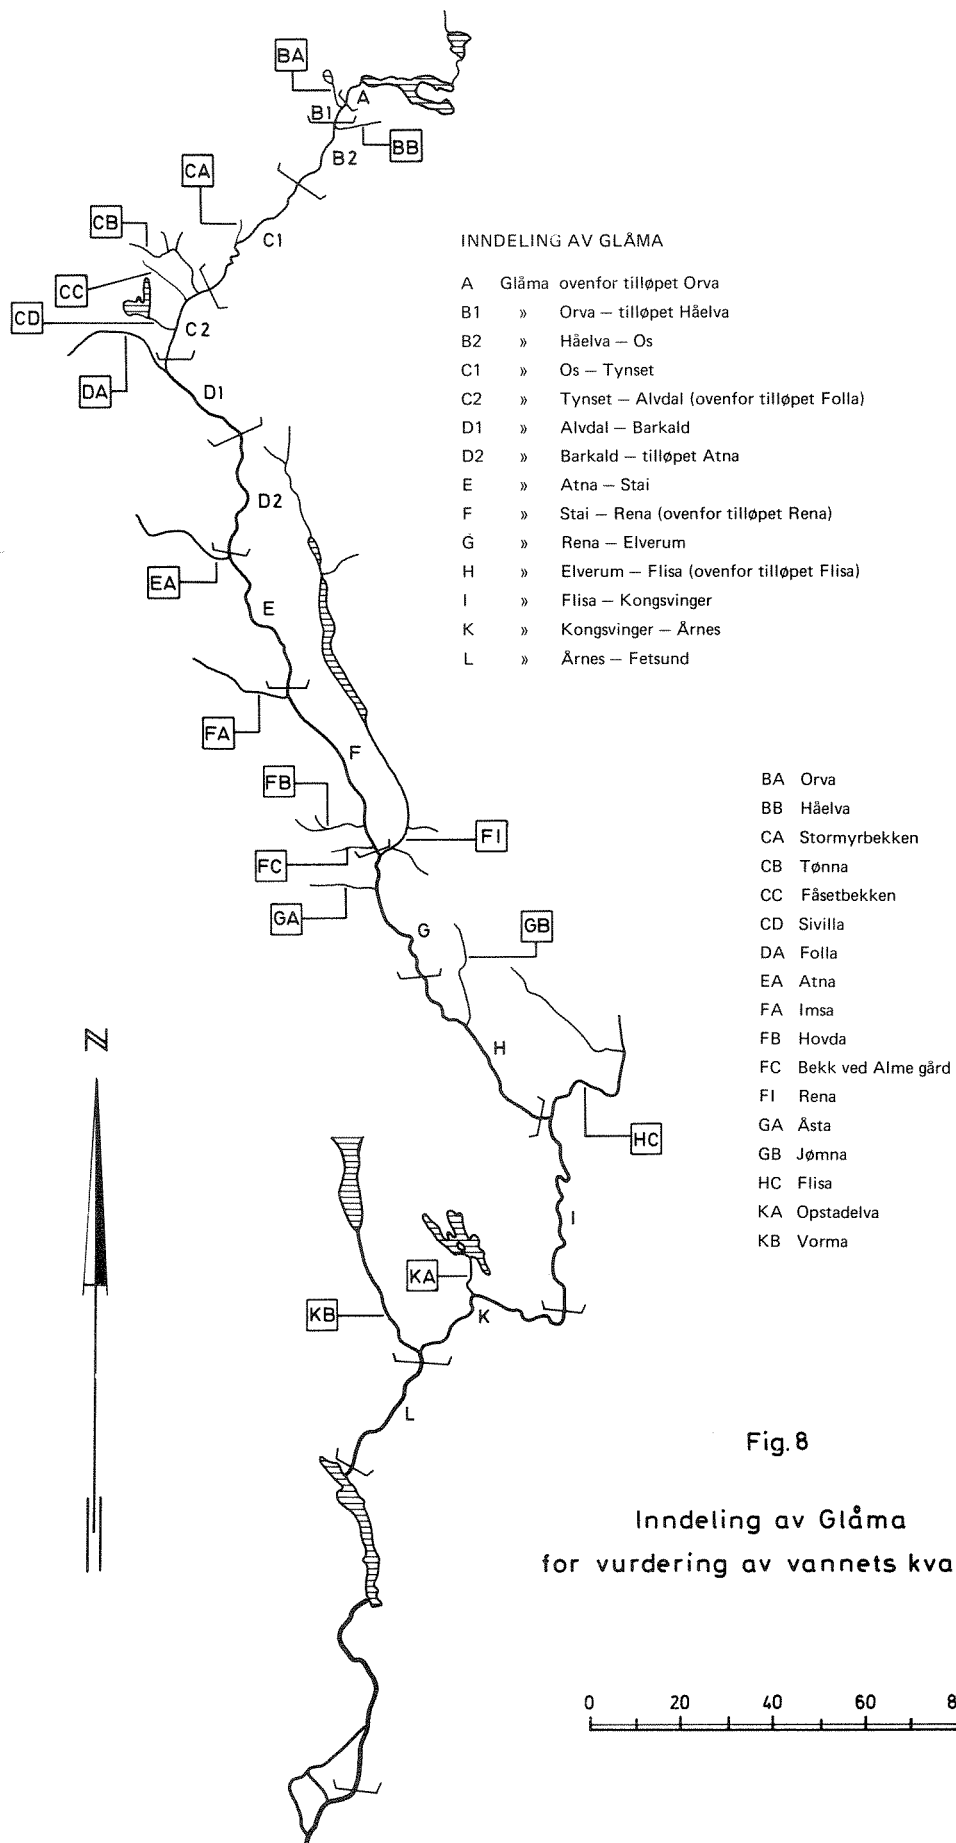 BA
A
B1
BB
B2
CA
CB
C1
CC
CD
C2
DA
D1
D2
EA
E
FA
F
FB
FI
FC
GA
G
GB
H
HC
I
KA
KB
K
L
N
INNDELING AV GLÅMA
A Glåma ovenfor tilløpet Orva
B1 » Orva — tilløpet Håelva
B2 » Håelva — Os
C1 » Os — Tynset
C2 » Tynset — Alvdal (ovenfor tilløpet Folla)
D1 » Alvdal — Barkald
D2 » Barkald — tilløpet Atna
E » Atna — Stai
F » Stai — Rena (ovenfor tilløpet Rena)
G » Rena — Elverum
H » Elverum — Flisa (ovenfor tilløpet Flisa)
I » Flisa — Kongsvinger
K » Kongsvinger — Årnes
L » Årnes — Fetsund
BA Orva
BB Håelva
CA Stormyrbekken
CB Tønna
CC Fåsetbekken
CD Sivilla
DA Folla
EA Atna
FA Imsa
FB Hovda
FC Bekk ved Alme gård
FI Rena
GA Åsta
GB Jømna
HC Flisa
KA Opstadelva
KB Vorma
Fig. 8
Inndeling av Glåma
for vurdering av vannets kva
0 20 40 60 8